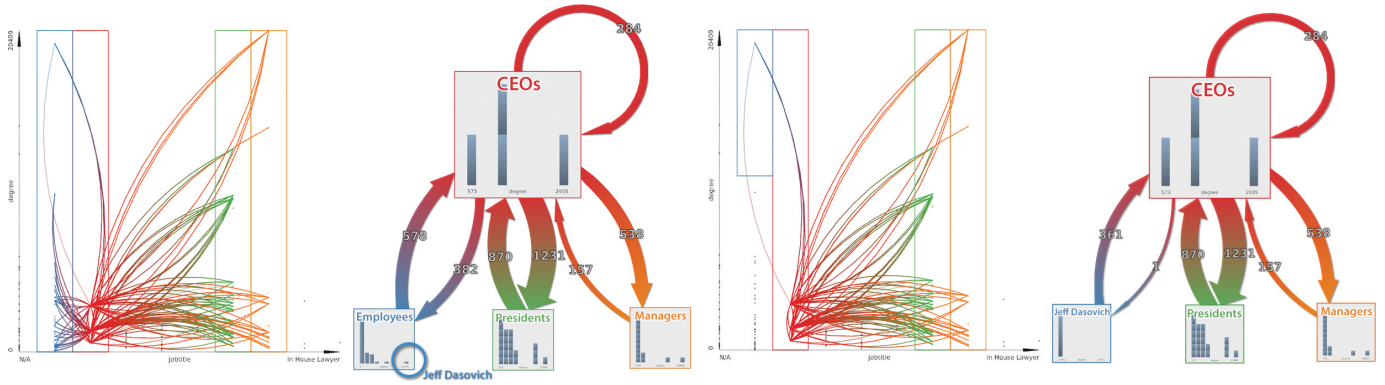 20409
degree
0
N/A
jobtitle
In House Lawyer
284
CEOs
573
degree
2935
578
382
870
1231
157
538
Employees
Presidents
Managers
Jeff Dasovich
20409
degree
0
N/A
jobtitle
In House Lawyer
284
CEOs
573
degree
2935
361
1
870
1231
157
538
Jeff Dasovich
Presidents
Managers